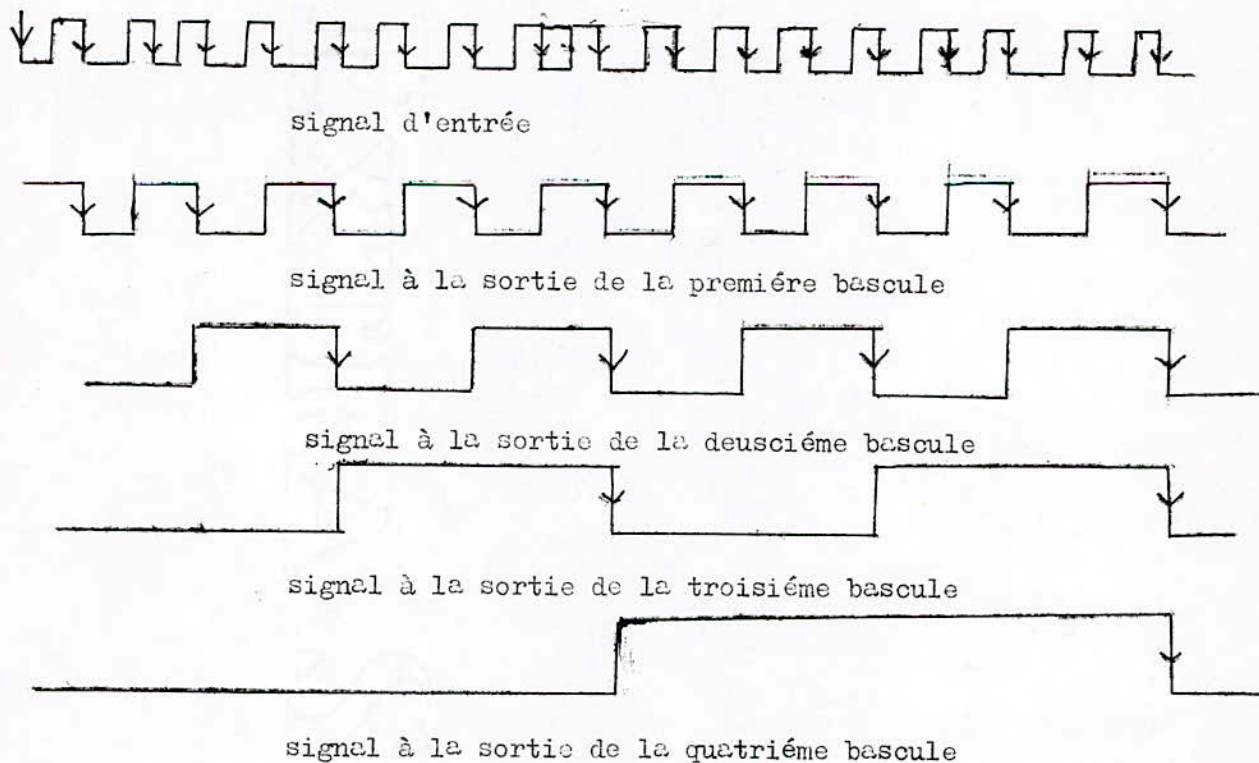 signal d'entrée
signal à la sortie de la premiére bascule
signal à la sortie de la deusciéme bascule
signal à la sortie de la troisiéme bascule
signal à la sortie de la quatriéme bascule